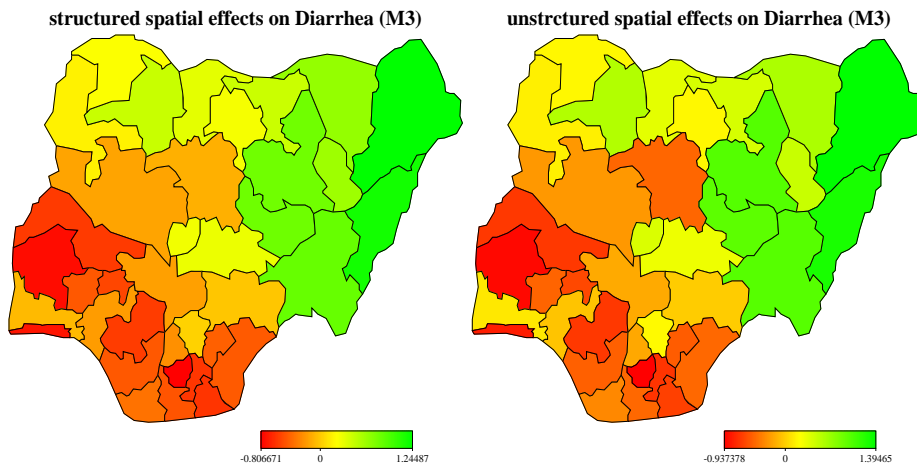 structured spatial effects on Diarrhea (M3)
unstrctured spatial effects on Diarrhea (M3)
-0.806671 0 1.24487
-0.937378 0 1.39465